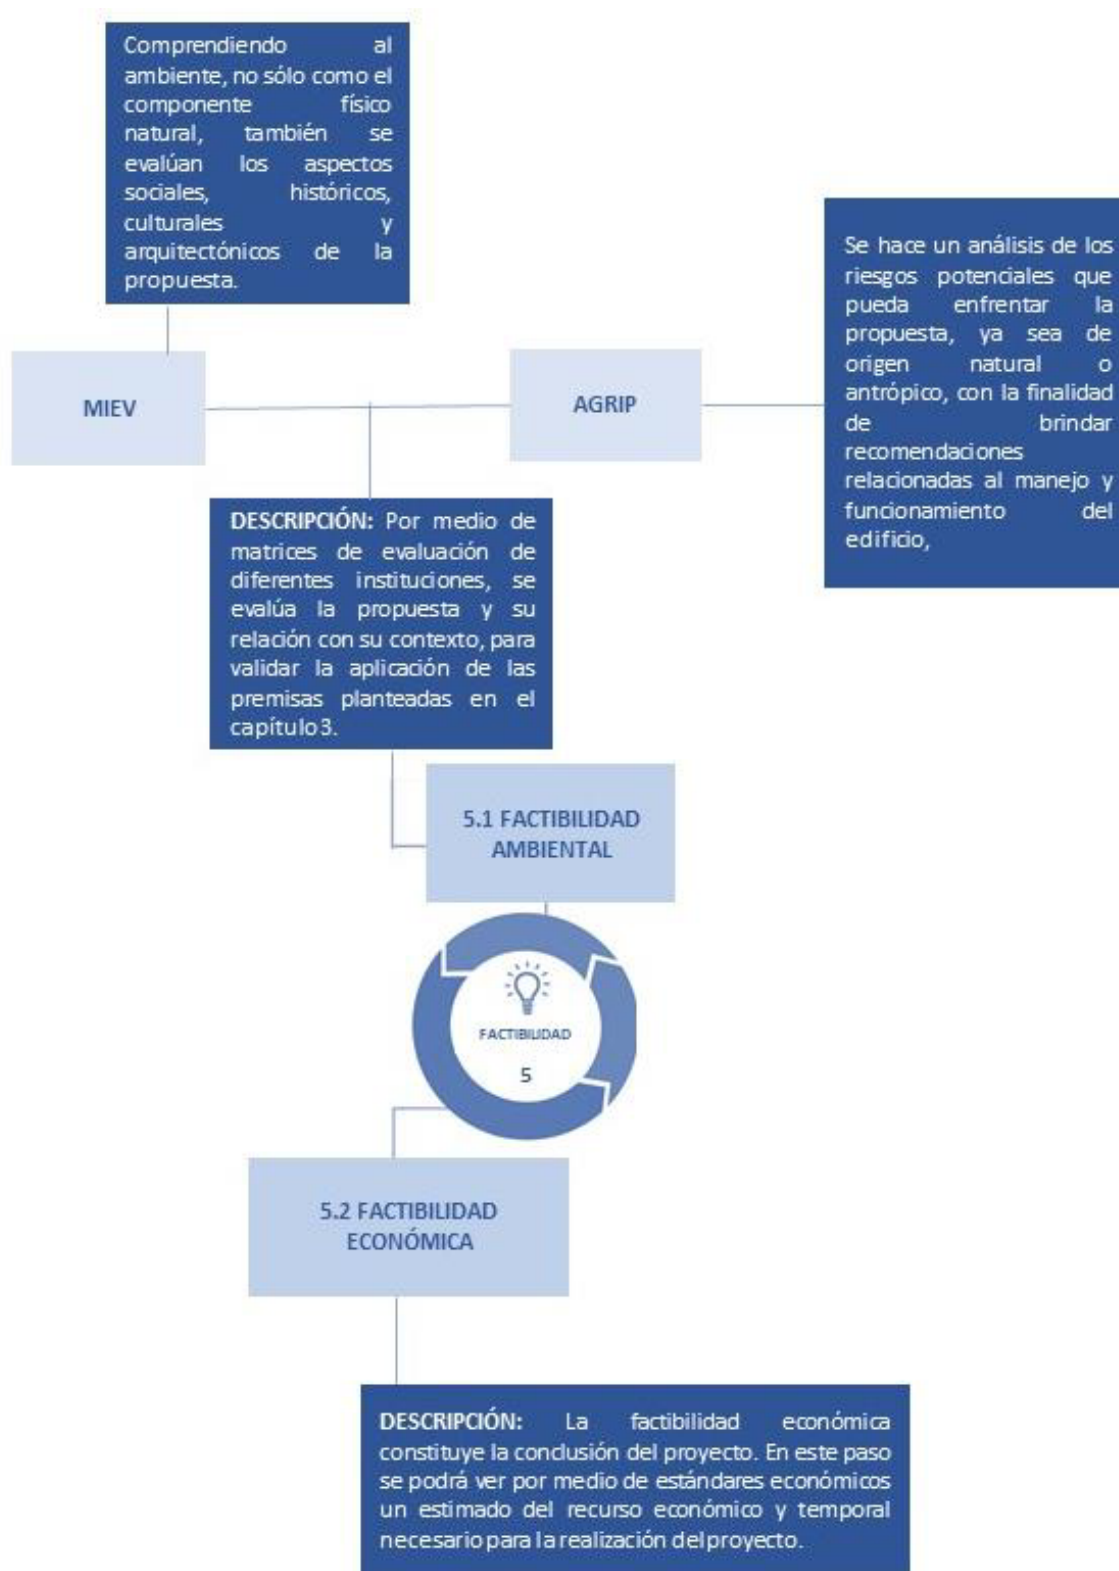 Comprendiendo al
ambiente, no sólo como el
componente físico
natural, también se
evalúan los aspectos
sociales, históricos,
culturales y
arquitectónicos de la
propuesta.
Se hace un análisis de los
riesgos potenciales que
pueda enfrentar la
propuesta, ya sea de
origen natural o
antrópico, con la finalidad
de brindar
recomendaciones
relacionadas al manejo y
funcionamiento del
edificio,
MIEV
AGRIP
DESCRIPCIÓN: Por medio de
matrices de evaluación de
diferentes instituciones, se
evalúa la propuesta y su
relación con su contexto, para
validar la aplicación de las
premisas planteadas en el
capítulo 3.
5.1 FACTIBILIDAD
AMBIENTAL
FACTIBILIDAD
5
5.2 FACTIBILIDAD
ECONÓMICA
DESCRIPCIÓN: La factibilidad económica
constituye la conclusión del proyecto. En este paso
se podrá ver por medio de estándares económicos
un estimado del recurso económico y temporal
necesario para la realización del proyecto.